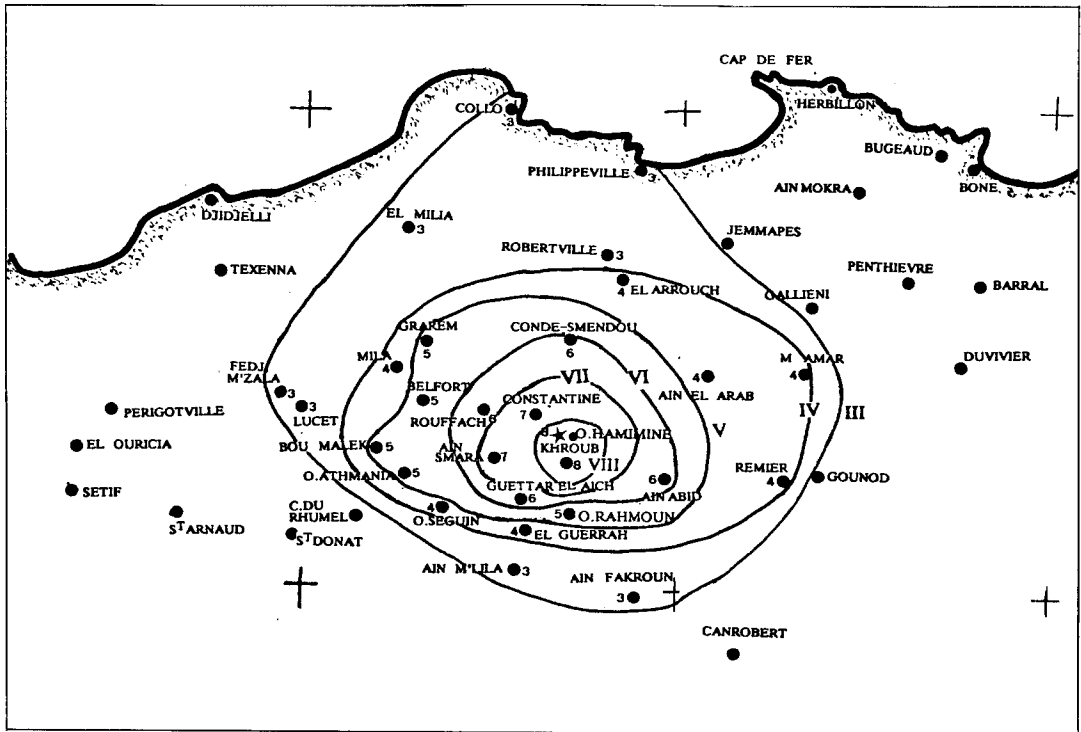 CAP DE FER
COLLO
3
HERBILLON
BUGEAUD
PHILIPPEVILLE
3
BONE
AIN MOKRA
DJIDJELLI
EL MILIA
3
JEMMAPES
ROBERTVILLE
3
TEXENNA
PENTHIEVRE
BARRAL
4
EL ARROUCH
GALLIENI
GRAREM
5
CONDE-SMENDOU
6
MILA
4
M AMAR
4
DUVIVIER
FEDJ
M'ZALA
3
VII
VI
4
AIN EL ARAB
BELFORT
5
LUCET
3
CONSTANTINE
7
IV
III
PERIGOTVILLE
ROUFFACH
6
V
8
O.HAMIMINE
EL OURICIA
BOU MALEK
5
AIN
SMARA
7
KHROUB
8
VIII
O.ATHMANIA
5
REMIER
4
GOUNOD
SETIF
GUETTAR EL AICH
6
6
AIN ABID
ST ARNAUD
C.DU
RHUMEL
4
O.SEGUIN
5
O.RAHMOUN
ST DONAT
4
EL GUERRAH
AIN M'LILA
3
AIN FAKROUN
3
CANROBERT